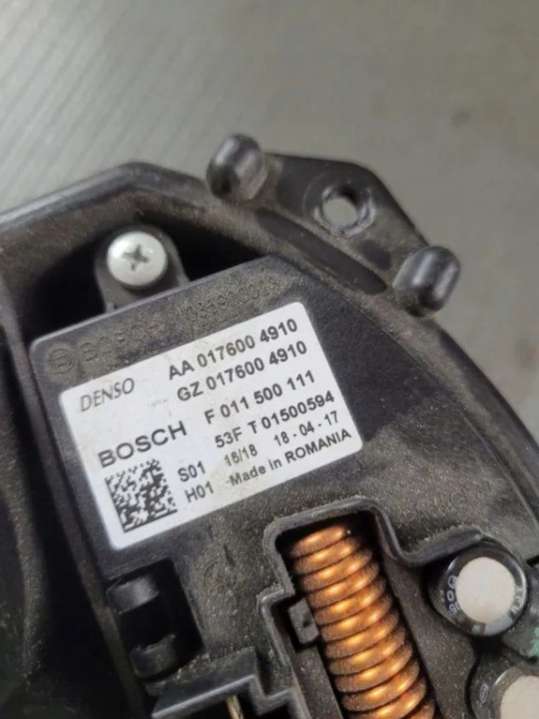 DENSO
AA 017600 4910
GZ 017600 4910
BOSCH
F 011 500 111
53F T 01500594
S01 16/18 18-04-17
H01 Made in ROMANIA